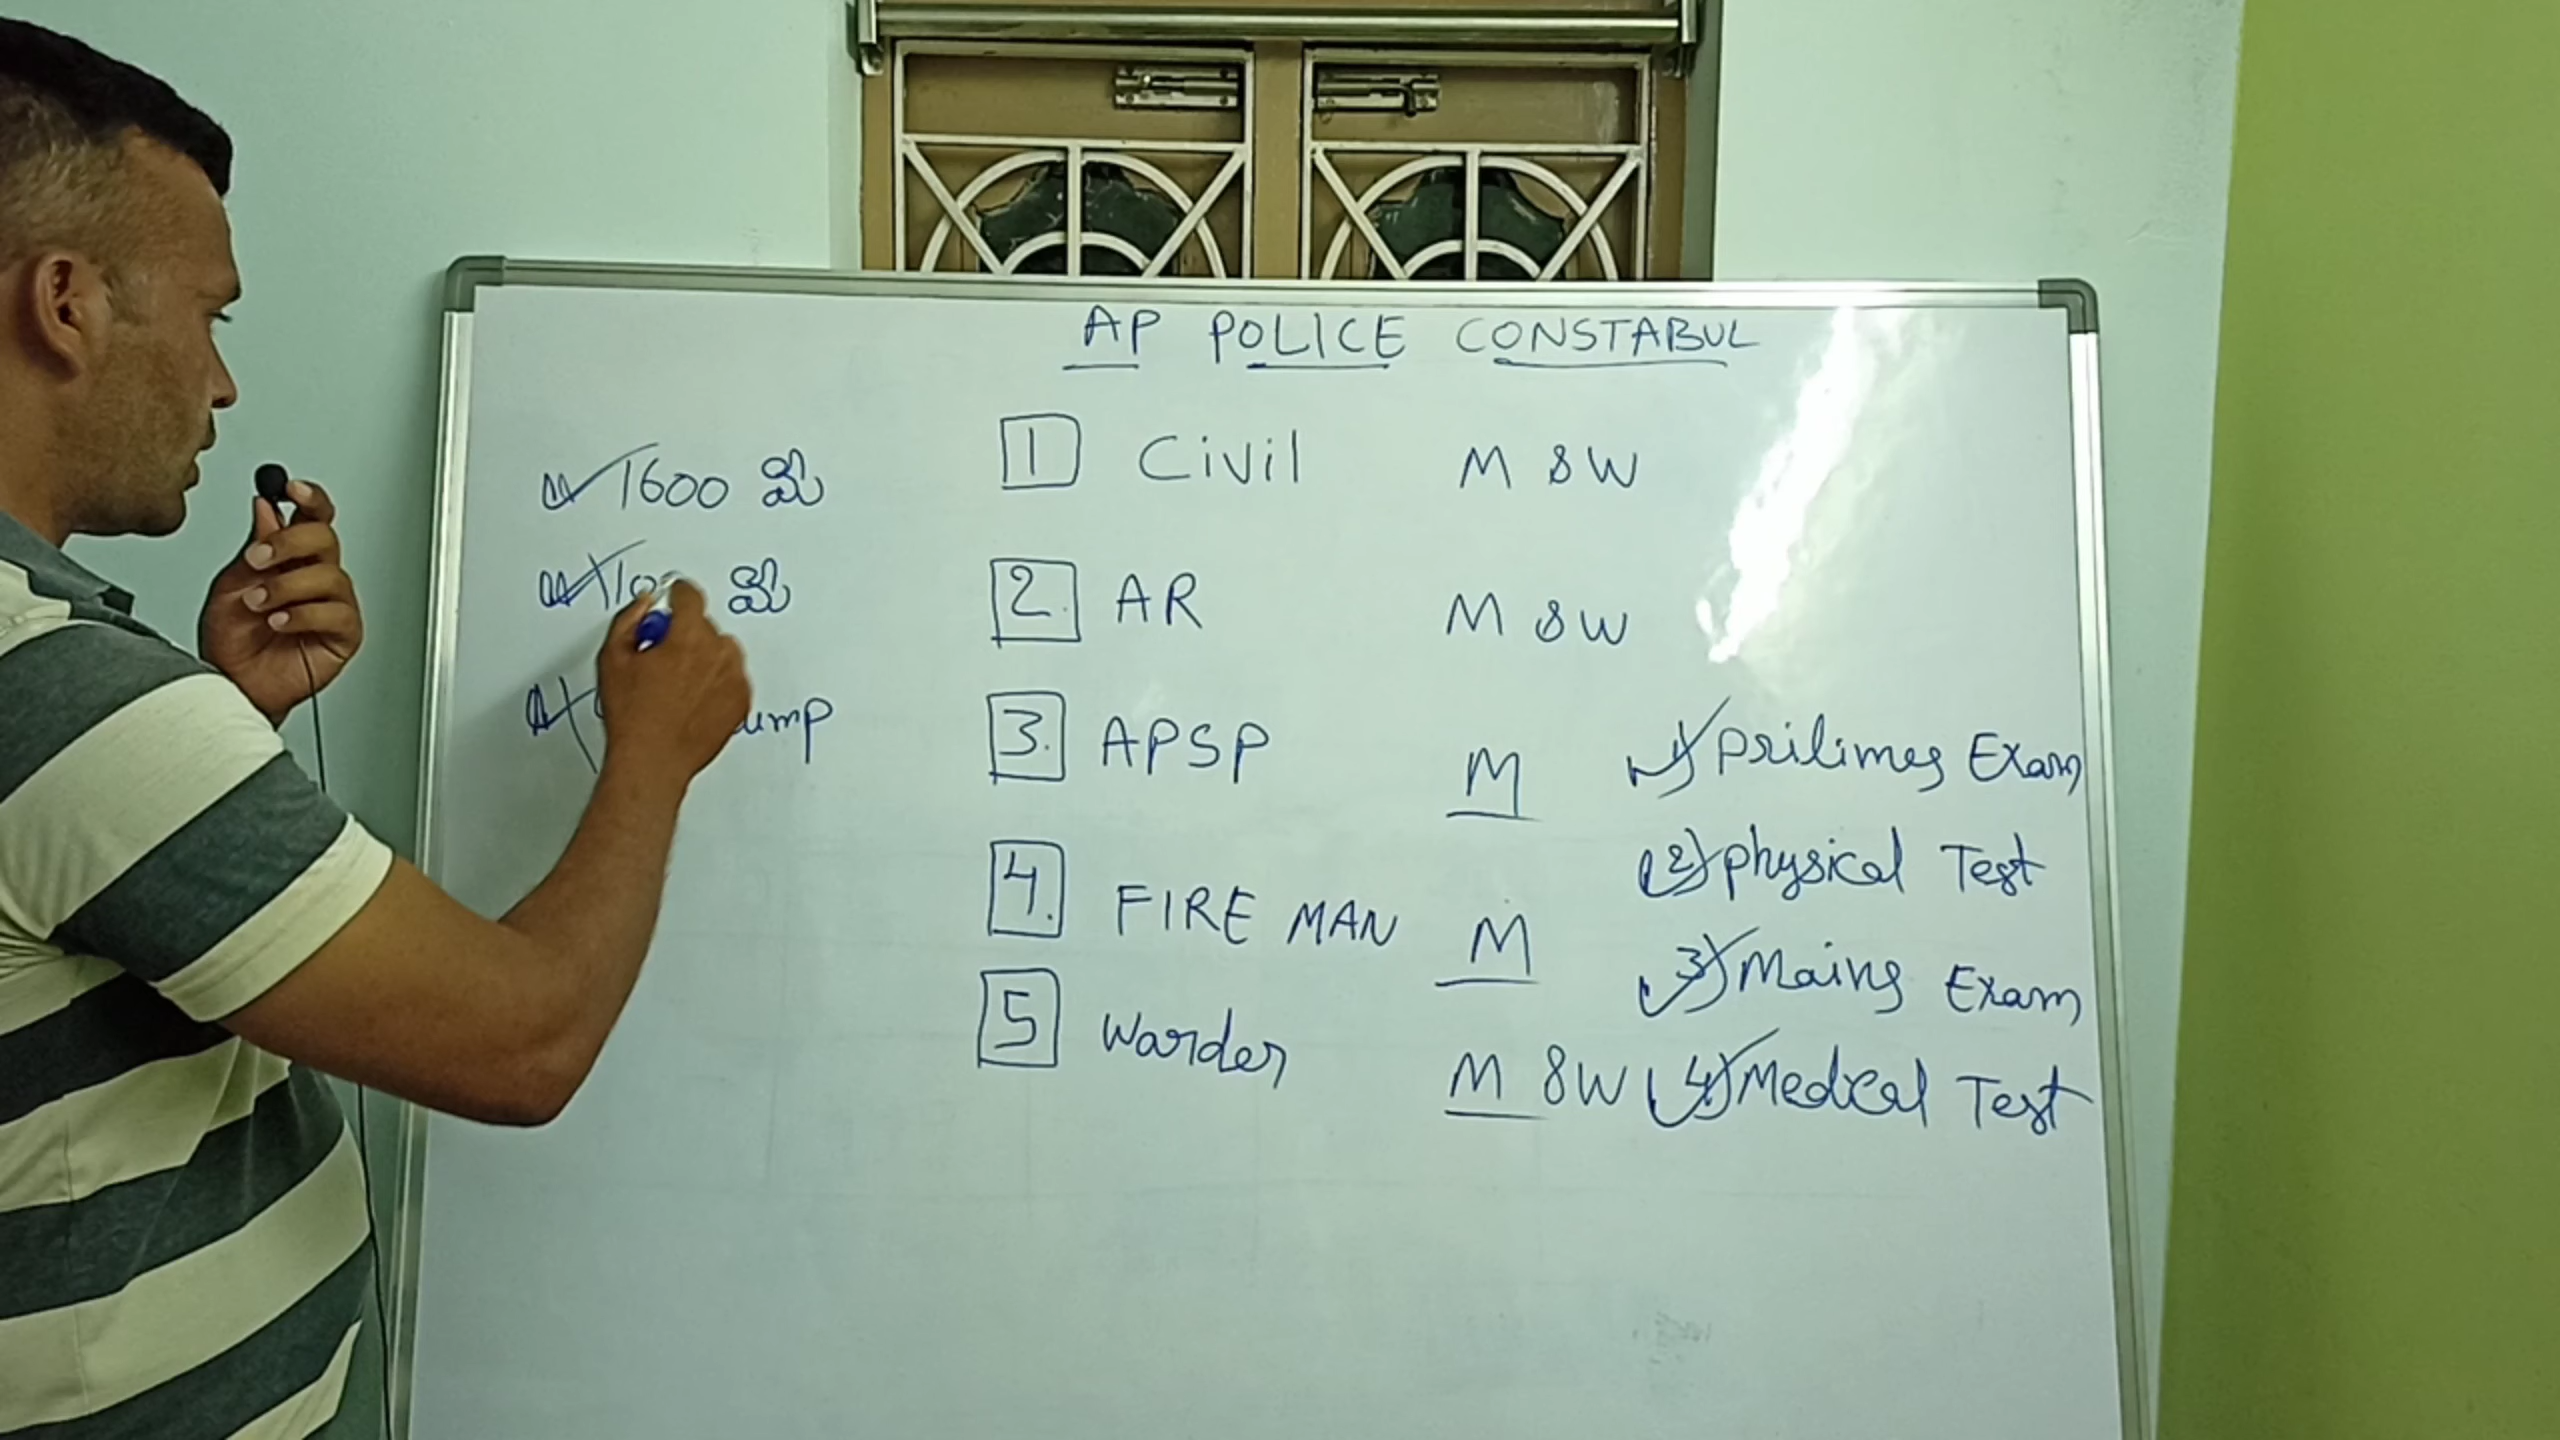 AP POLICE CONSTABUL
1600 మీ
మీ
1 Civil M & W
2. AR M & W
3. APSP M
4. FIRE MAN M
5 Warder M & W
1) Prilimes Exam
(2) Physical Test
3) Mains Exam
4) Medical Test